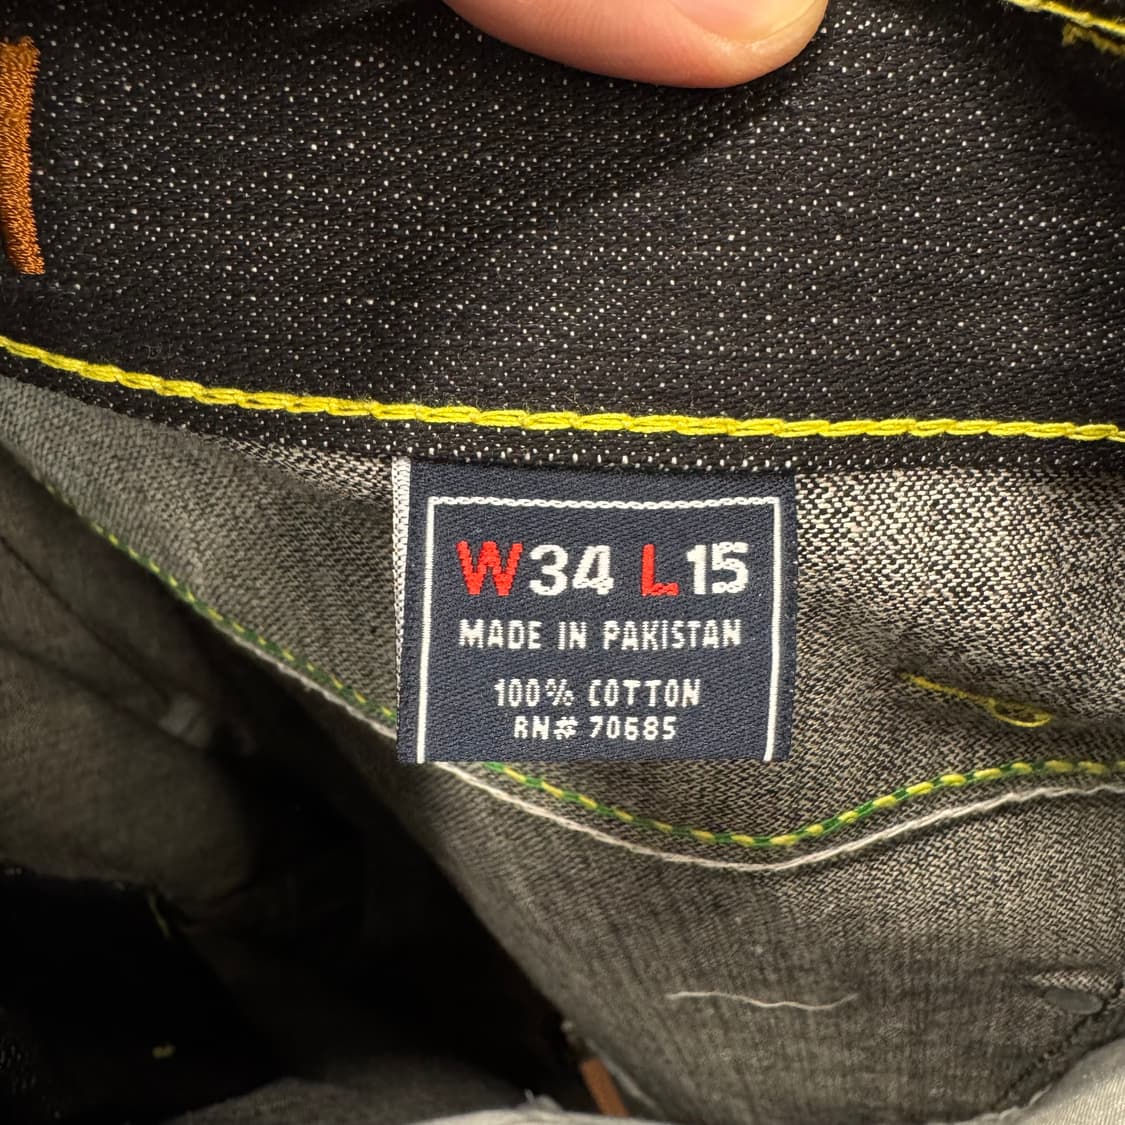 W34 L15
MADE IN PAKISTAN
100% COTTON
RN# 70685